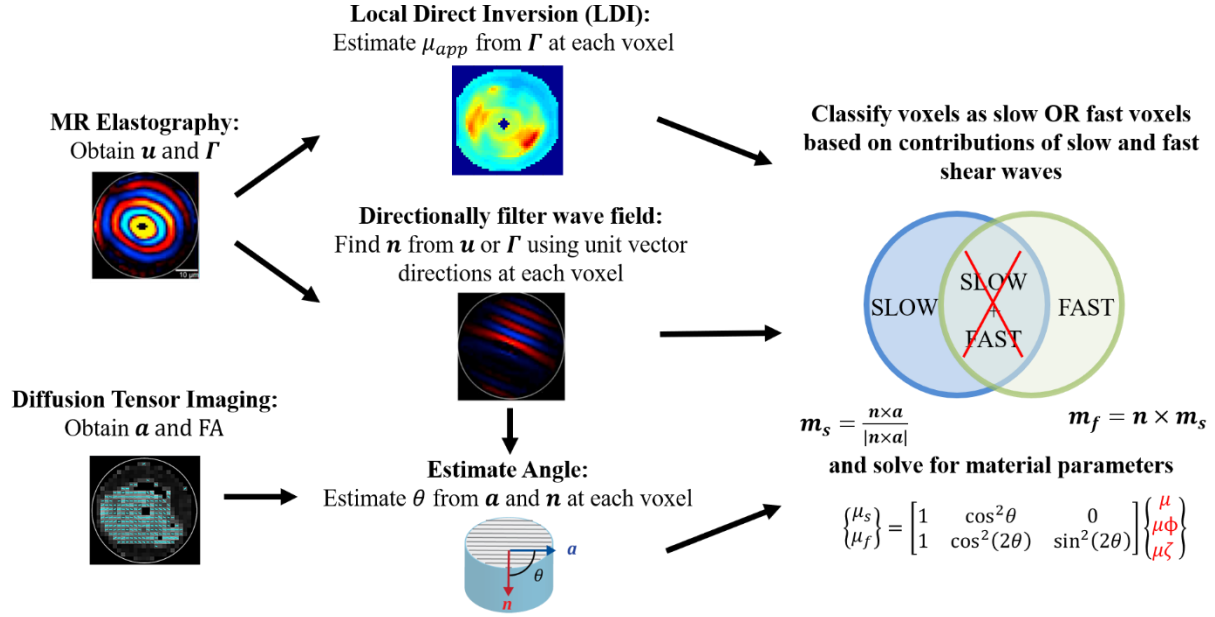 Local Direct Inversion (LDI):
Estimate μ_app from Γ at each voxel
MR Elastography:
Obtain u and Γ
10 μm
Directionally filter wave field:
Find n from u or Γ using unit vector
directions at each voxel
Diffusion Tensor Imaging:
Obtain a and FA
Estimate Angle:
Estimate θ from a and n at each voxel
a
θ
n
Classify voxels as slow OR fast voxels
based on contributions of slow and fast
shear waves
SLOW
SLOW
+
FAST
FAST
m_s = n×a / |n×a|
m_f = n × m_s
and solve for material parameters
{μ_s μ_f} = [1 cos²θ 0
1 cos²(2θ) sin²(2θ)] {μ μϕ μζ}